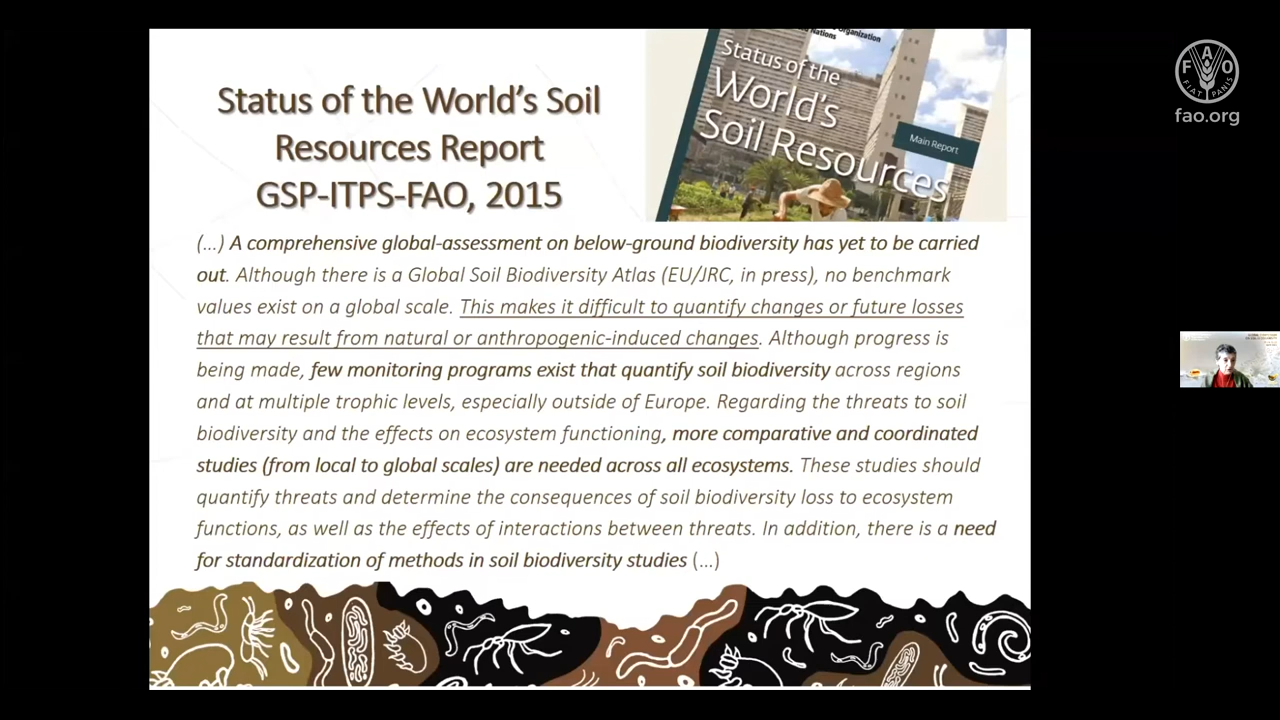 Status of the World's Soil
Resources Report
GSP-ITPS-FAO, 2015
Organization
Nations
Status of the
World's
Soil Resources
Main Report
F A O
FIAT PANIS
fao.org
(...) A comprehensive global-assessment on below-ground biodiversity has yet to be carried
out. Although there is a Global Soil Biodiversity Atlas (EU/JRC, in press), no benchmark
values exist on a global scale. This makes it difficult to quantify changes or future losses
that may result from natural or anthropogenic-induced changes. Although progress is
being made, few monitoring programs exist that quantify soil biodiversity across regions
and at multiple trophic levels, especially outside of Europe. Regarding the threats to soil
biodiversity and the effects on ecosystem functioning, more comparative and coordinated
studies (from local to global scales) are needed across all ecosystems. These studies should
quantify threats and determine the consequences of soil biodiversity loss to ecosystem
functions, as well as the effects of interactions between threats. In addition, there is a need
for standardization of methods in soil biodiversity studies (...)